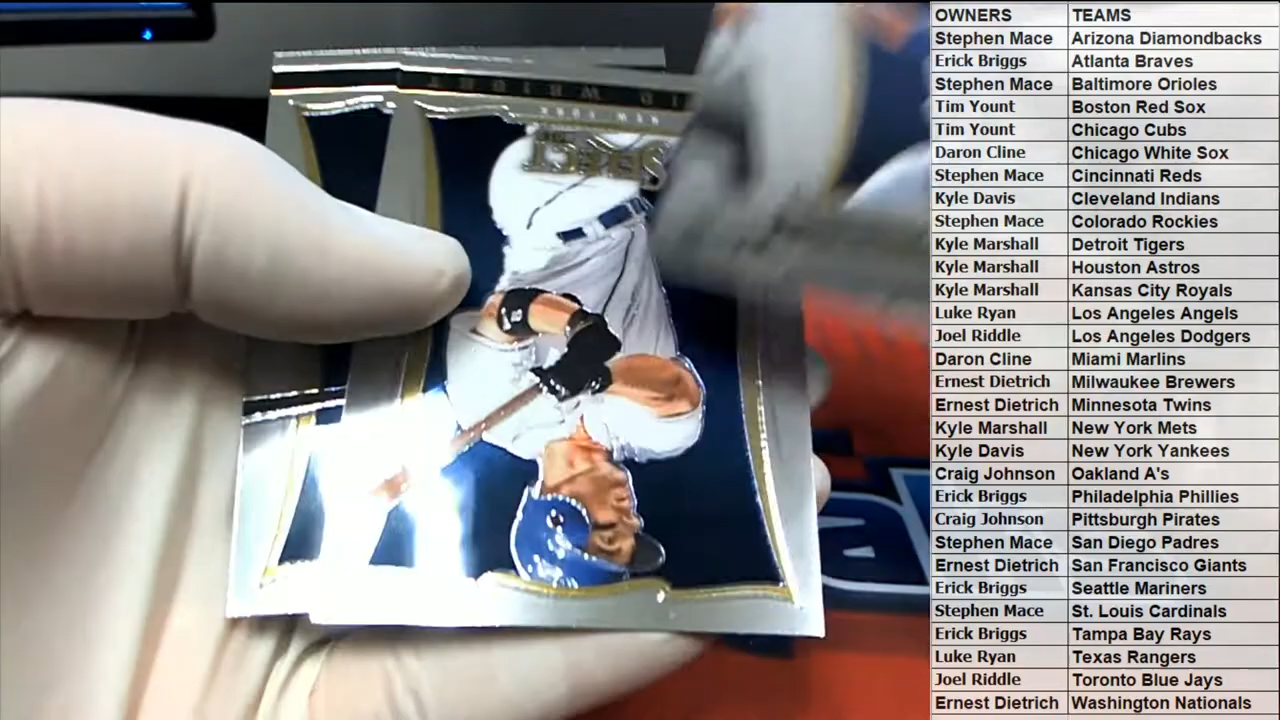 OWNERS TEAMS
Stephen Mace Arizona Diamondbacks
Erick Briggs Atlanta Braves
Stephen Mace Baltimore Orioles
Tim Yount Boston Red Sox
Tim Yount Chicago Cubs
Daron Cline Chicago White Sox
Stephen Mace Cincinnati Reds
Kyle Davis Cleveland Indians
Stephen Mace Colorado Rockies
Kyle Marshall Detroit Tigers
Kyle Marshall Houston Astros
Kyle Marshall Kansas City Royals
Luke Ryan Los Angeles Angels
Joel Riddle Los Angeles Dodgers
Daron Cline Miami Marlins
Ernest Dietrich Milwaukee Brewers
Ernest Dietrich Minnesota Twins
Kyle Marshall New York Mets
Kyle Davis New York Yankees
Craig Johnson Oakland A's
Erick Briggs Philadelphia Phillies
Craig Johnson Pittsburgh Pirates
Stephen Mace San Diego Padres
Ernest Dietrich San Francisco Giants
Erick Briggs Seattle Mariners
Stephen Mace St. Louis Cardinals
Erick Briggs Tampa Bay Rays
Luke Ryan Texas Rangers
Joel Riddle Toronto Blue Jays
Ernest Dietrich Washington Nationals
SELECT
NEW YORK
ID WRIGHT